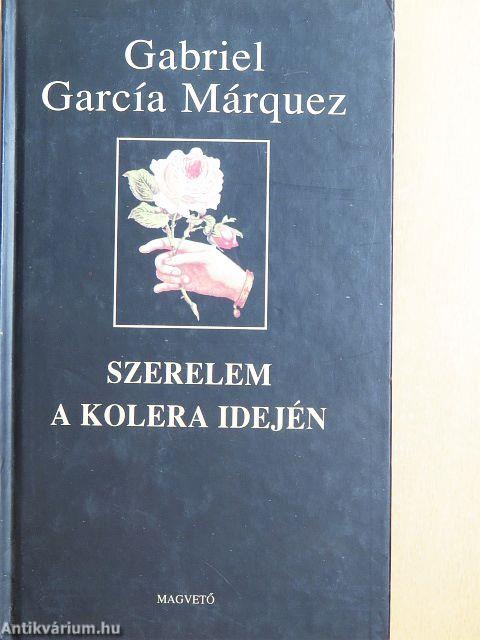 Gabriel
García Márquez
SZERELEM
A KOLERA IDEJÉN
MAGVETŐ
Antikvárium.hu